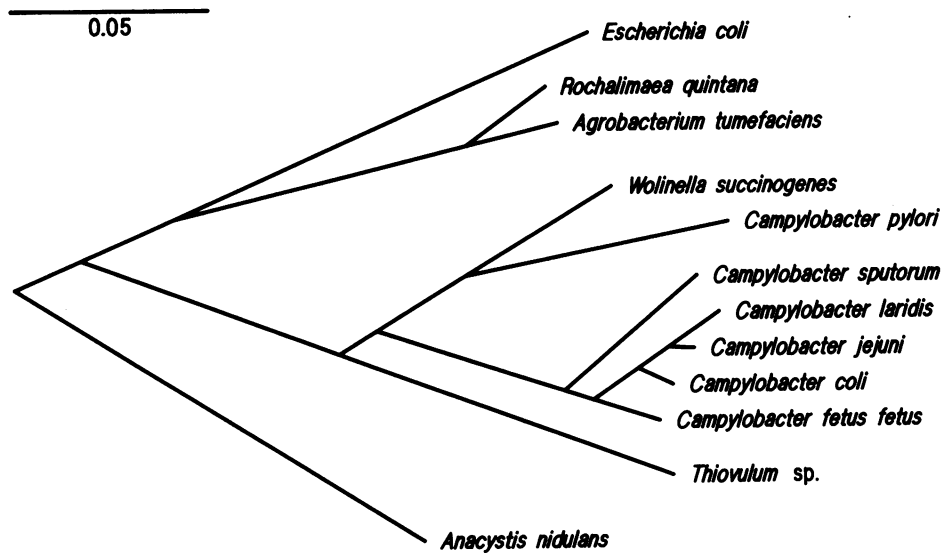 0.05
Escherichia coli
Rochalimaea quintana
Agrobacterium tumefaciens
Wolinella succinogenes
Campylobacter pylori
Campylobacter sputorum
Campylobacter laridis
Campylobacter jejuni
Campylobacter coli
Campylobacter fetus fetus
Thiovulum sp.
Anacystis nidulans